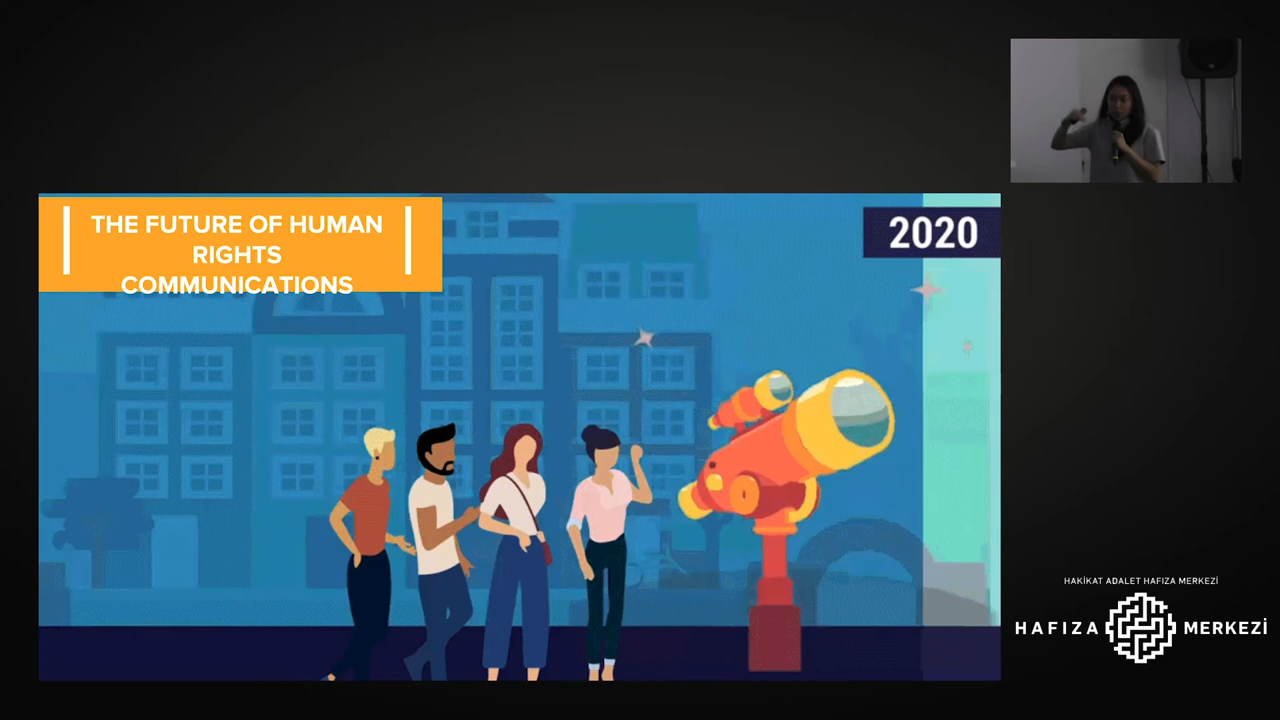 THE FUTURE OF HUMAN
RIGHTS
COMMUNICATIONS
2020
HAKİKAT ADALET HAFIZA MERKEZİ
HAFIZA MERKEZİ